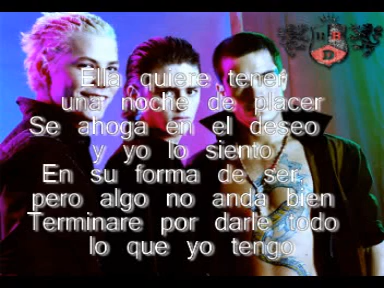 Ella quiere tener
una noche de placer
Se ahoga en el deseo
y yo lo siento
En su forma de ser
pero algo no anda bien
Terminare por darle todo
lo que yo tengo